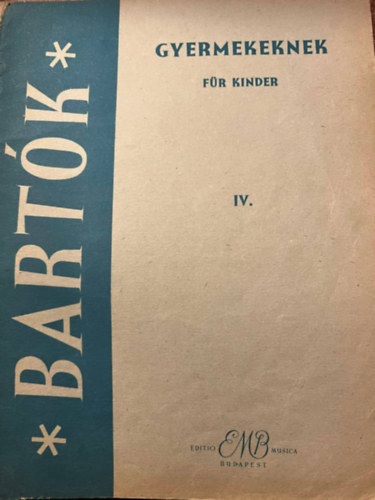 * BARTÓK *
GYERMEKEKNEK
FÜR KINDER
IV.
EDITIO EMB MUSICA
BUDAPEST